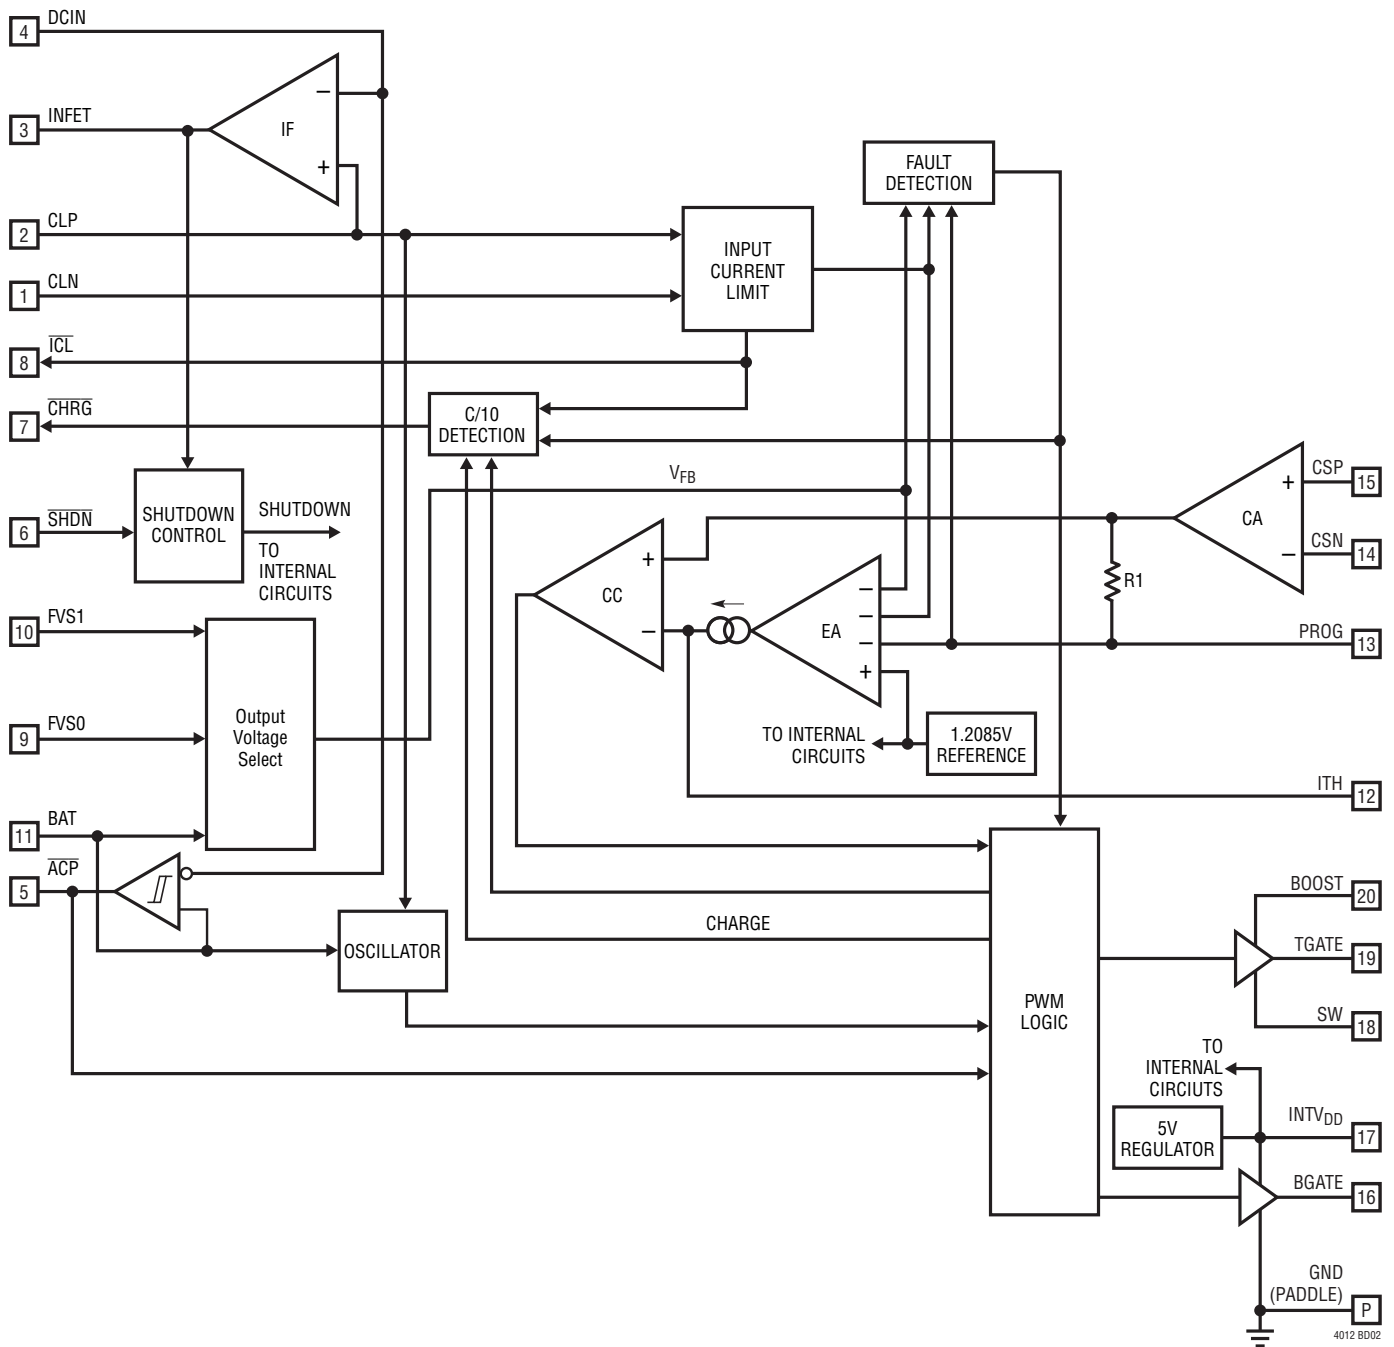 4 DCIN
3 INFET
IF
−
+
2 CLP
1 CLN
8 ICL
7 CHRG
6 SHDN
10 FVS1
9 FVS0
11 BAT
5 ACP
SHUTDOWN
CONTROL
SHUTDOWN
TO
INTERNAL
CIRCUITS
Output
Voltage
Select
OSCILLATOR
INPUT
CURRENT
LIMIT
FAULT
DETECTION
C/10
DETECTION
VFB
CC
+
−
EA
−
−
−
+
CA
+
−
R1
1.2085V
REFERENCE
TO INTERNAL
CIRCUITS
CHARGE
PWM
LOGIC
CSP 15
CSN 14
PROG 13
ITH 12
BOOST 20
TGATE 19
SW 18
TO
INTERNAL
CIRCIUTS
5V
REGULATOR
INTVDD 17
BGATE 16
GND
(PADDLE) P
4012 BD02